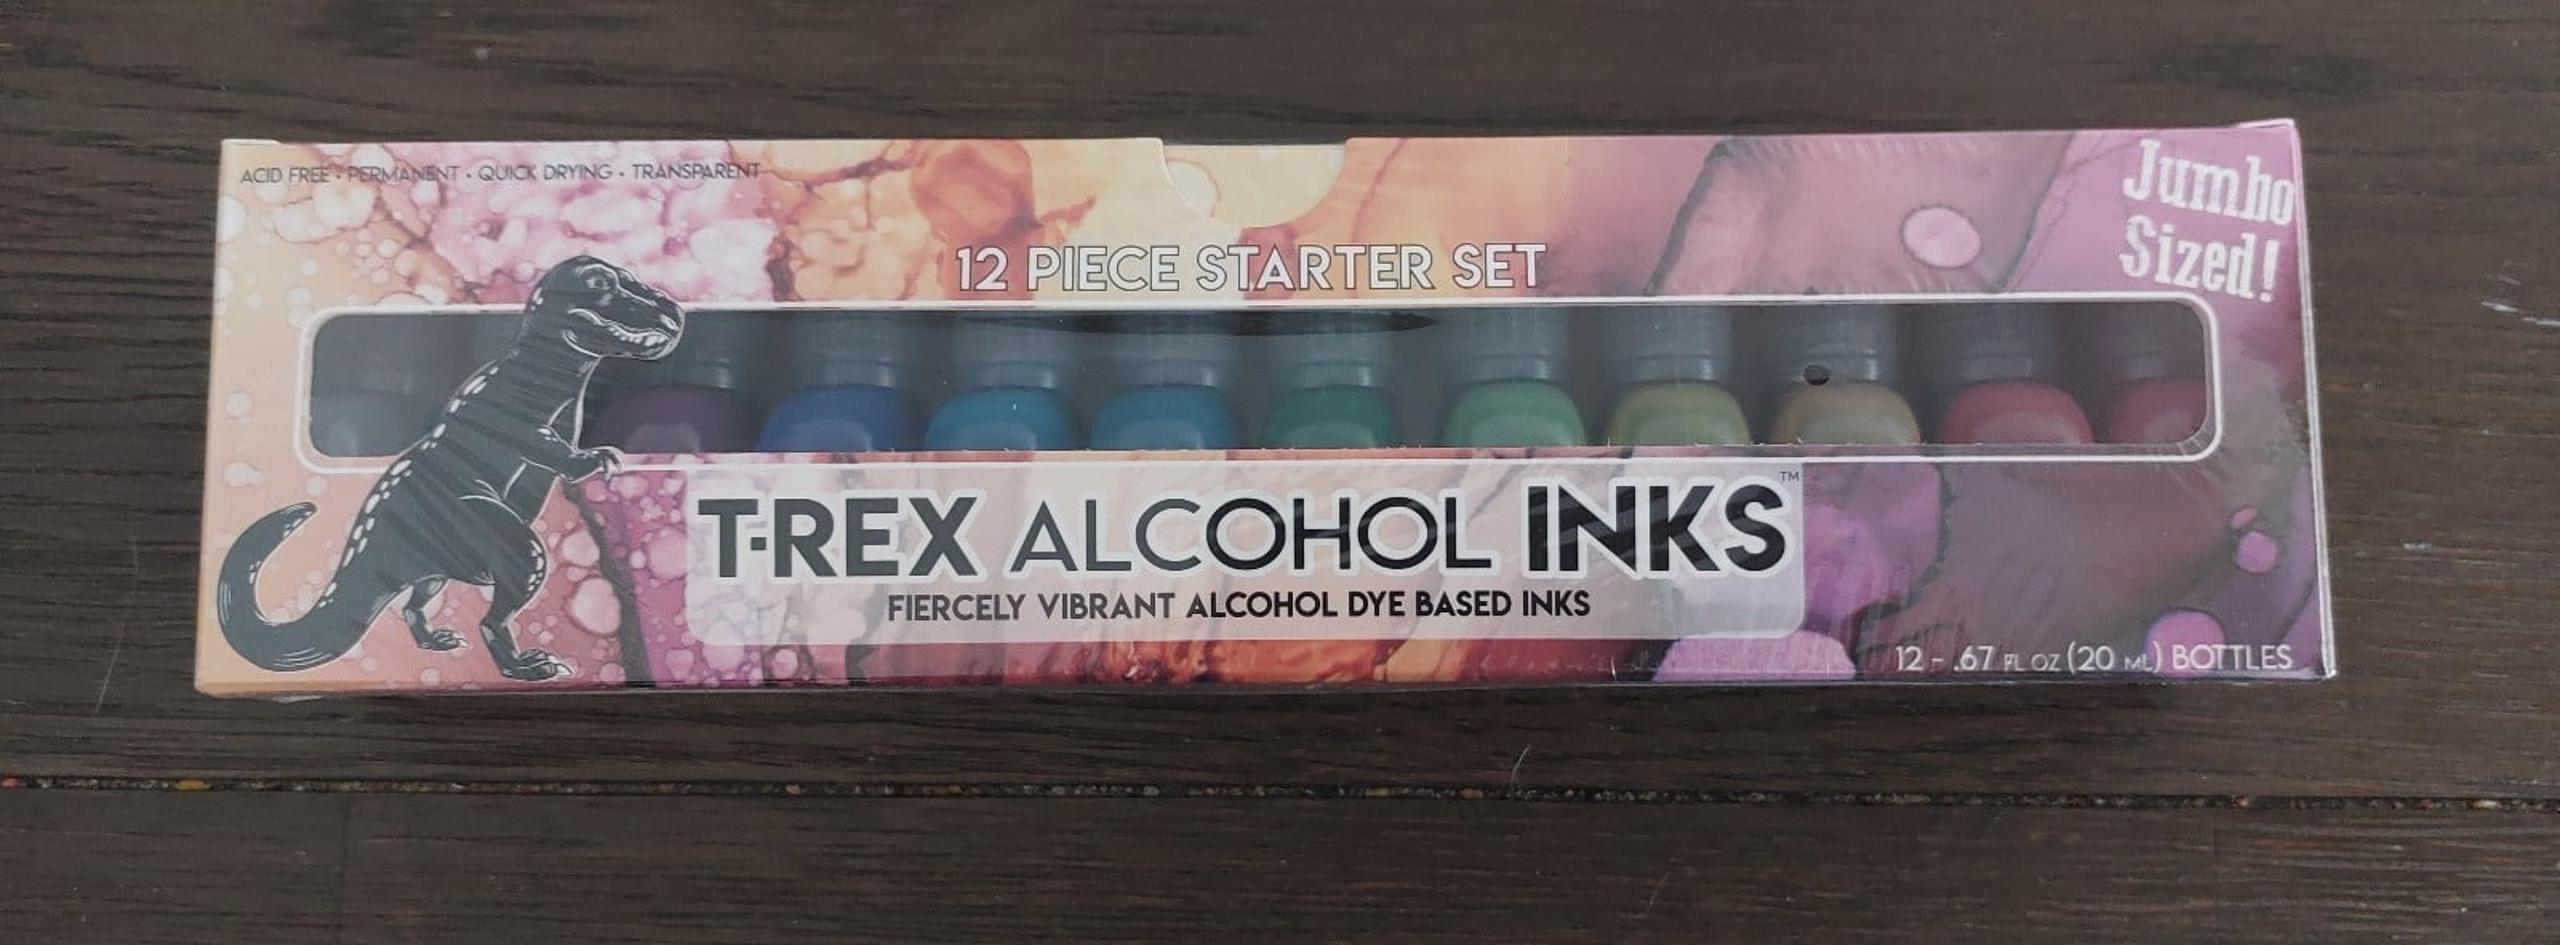 ACID FREE • PERMANENT • QUICK DRYING • TRANSPARENT
Jumbo
Sized!
12 PIECE STARTER SET
T-REX ALCOHOL INKS™
FIERCELY VIBRANT ALCOHOL DYE BASED INKS
12 - .67 FL OZ (20 ML) BOTTLES